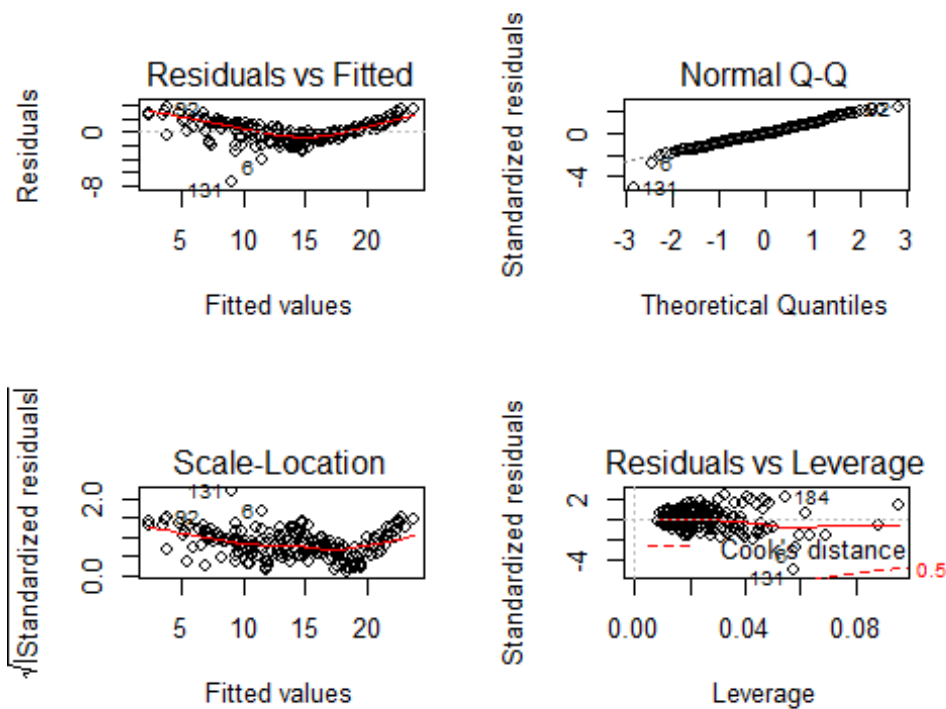 Residuals vs Fitted
Residuals
0
-8
92
6
131
5 10 15 20
Fitted values
Normal Q-Q
Standardized residuals
0
-4
92
6
131
-3 -2 -1 0 1 2 3
Theoretical Quantiles
Scale-Location
√|Standardized residuals|
2.0
0.0
131
92
6
5 10 15 20
Fitted values
Residuals vs Leverage
Standardized residuals
2
-4
184
Cook's distance
6
131
0.5
0.00 0.04 0.08
Leverage